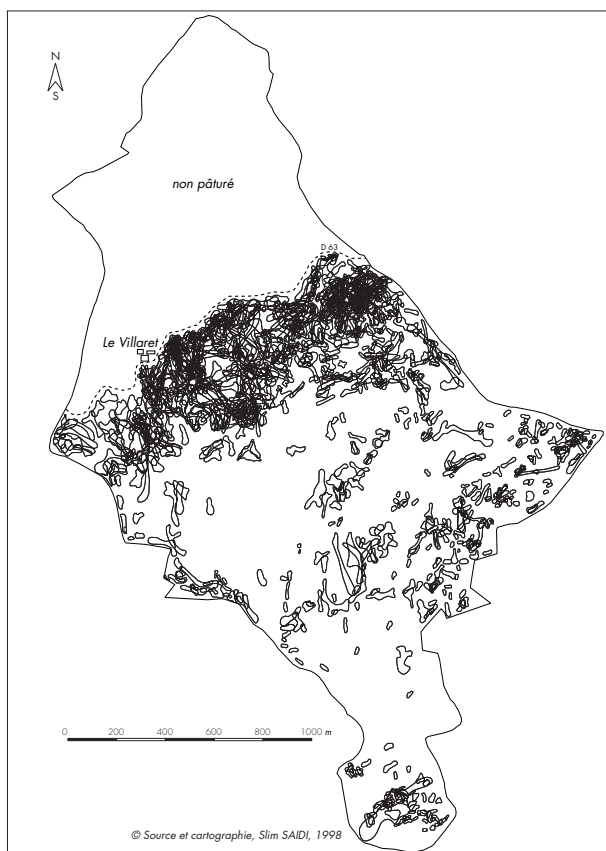 N
S
non pâturé
D 63
Le Villaret
0 200 400 600 800 1000 m
© Source et cartographie, Slim SAIDI, 1998